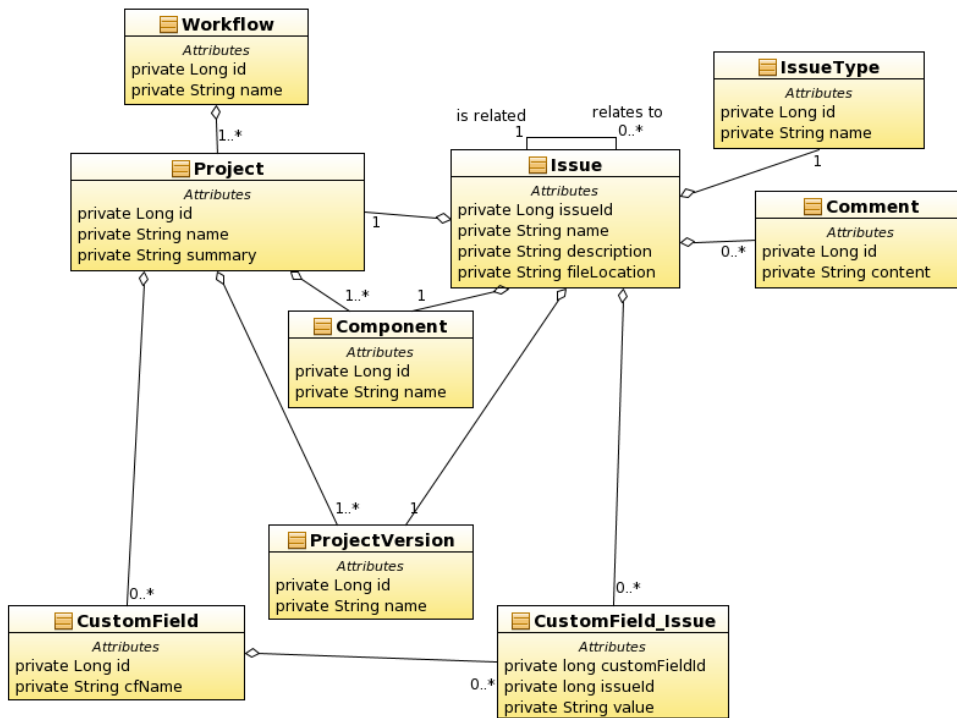 Workflow
Attributes
private Long id
private String name
1..*
IssueType
Attributes
private Long id
private String name
1
is related
1
relates to
0..*
Project
Attributes
private Long id
private String name
private String summary
1
Issue
Attributes
private Long issueId
private String name
private String description
private String fileLocation
Comment
Attributes
private Long id
private String content
0..*
1..*
1
Component
Attributes
private Long id
private String name
1..*
1
ProjectVersion
Attributes
private Long id
private String name
0..*
0..*
CustomField
Attributes
private Long id
private String cfName
0..*
CustomField_Issue
Attributes
private long customFieldId
private long issueId
private String value